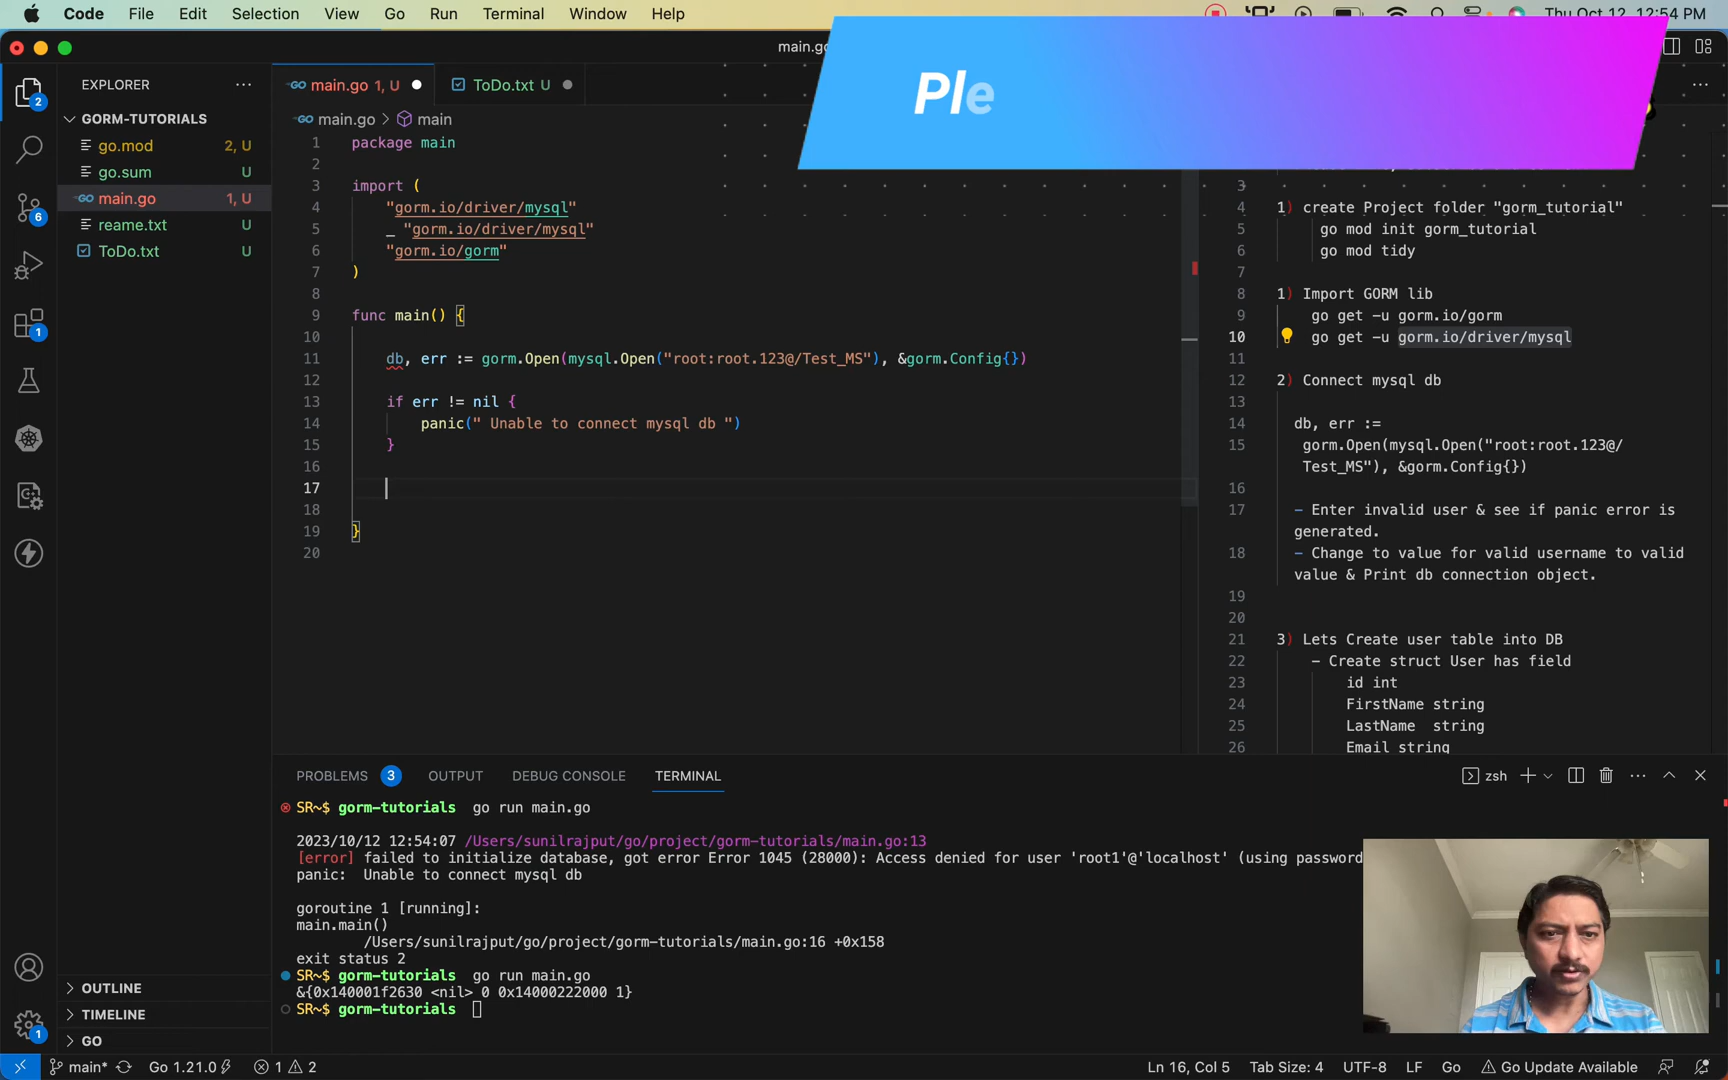 Code File Edit Selection View Go Run Terminal Window Help
Thu Oct 12 12:54 PM
Ple
EXPLORER
GORM-TUTORIALS
go.mod 2, U
go.sum U
main.go 1, U
reame.txt U
ToDo.txt U
OUTLINE
TIMELINE
GO
main.go 1, U
ToDo.txt U
main.go > main
1 package main
2
3 import (
4 "gorm.io/driver/mysql"
5 _ "gorm.io/driver/mysql"
6 "gorm.io/gorm"
7 )
8
9 func main() {
10
11 db, err := gorm.Open(mysql.Open("root:root.123@/Test_MS"), &gorm.Config{})
12
13 if err != nil {
14 panic(" Unable to connect mysql db ")
15 }
16
17
18
19 }
20
3
4 1) create Project folder "gorm_tutorial"
5 go mod init gorm_tutorial
6 go mod tidy
7
8 1) Import GORM lib
9 go get -u gorm.io/gorm
10 go get -u gorm.io/driver/mysql
11
12 2) Connect mysql db
13
14 db, err :=
15 gorm.Open(mysql.Open("root:root.123@/
Test_MS"), &gorm.Config{})
16
17 - Enter invalid user & see if panic error is
generated.
18 - Change to value for valid username to valid
value & Print db connection object.
19
20
21 3) Lets Create user table into DB
22 - Create struct User has field
23 id int
24 FirstName string
25 LastName string
26 Email string
PROBLEMS 3 OUTPUT DEBUG CONSOLE TERMINAL
zsh
SR~$ gorm-tutorials go run main.go
2023/10/12 12:54:07 /Users/sunilrajput/go/project/gorm-tutorials/main.go:13
[error] failed to initialize database, got error Error 1045 (28000): Access denied for user 'root1'@'localhost' (using password
panic: Unable to connect mysql db
goroutine 1 [running]:
main.main()
/Users/sunilrajput/go/project/gorm-tutorials/main.go:16 +0x158
exit status 2
SR~$ gorm-tutorials go run main.go
&{0x140001f2630 <nil> 0 0x14000222000 1}
SR~$ gorm-tutorials
main* Go 1.21.0 1 2
Ln 16, Col 5 Tab Size: 4 UTF-8 LF Go Go Update Available